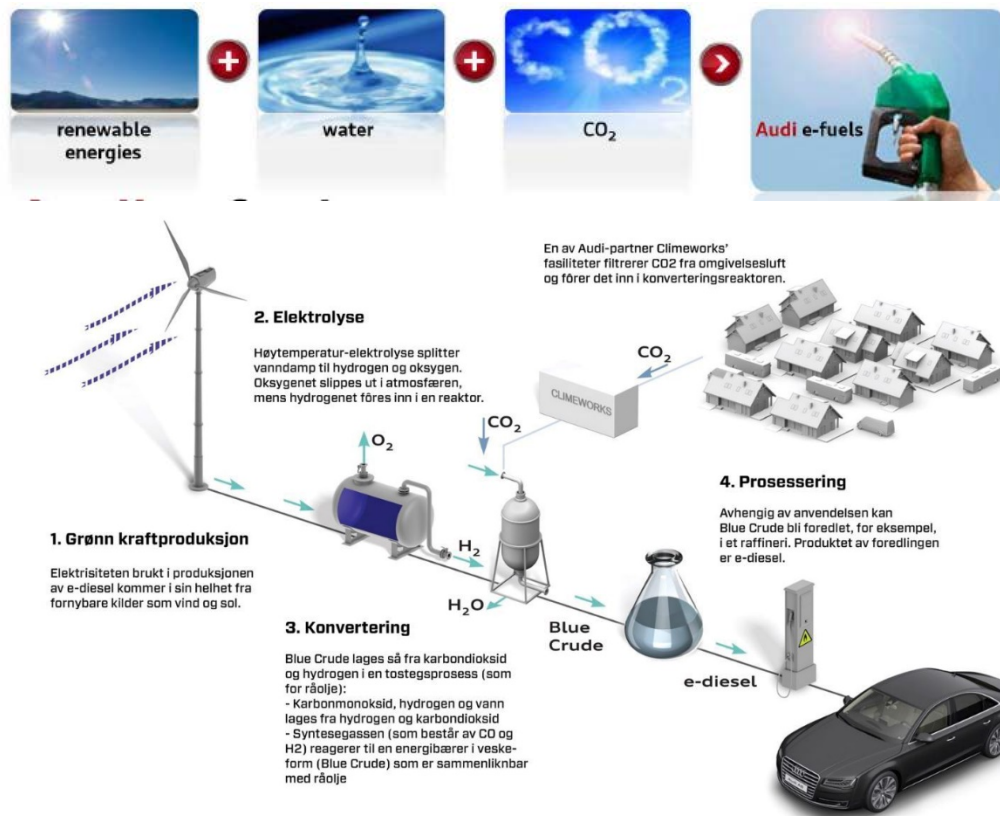 renewable
energies
water
CO₂
Audi e-fuels
En av Audi-partner Climeworks'
fasiliteter filtrerer CO2 fra omgivelsesluft
og fôrer det inn i konverteringsreaktoren.
2. Elektrolyse
Høytemperatur-elektrolyse splitter
vanndamp til hydrogen og oksygen.
Oksygenet slippes ut i atmosfæren,
mens hydrogenet fôres inn i en reaktor.
CO₂
CLIMEWORKS
CO₂
O₂
4. Prosessering
Avhengig av anvendelsen kan
Blue Crude bli foredlet, for eksempel,
i et raffineri. Produktet av foredlingen
er e-diesel.
1. Grønn kraftproduksjon
Elektrisiteten brukt i produksjonen
av e-diesel kommer i sin helhet fra
fornybare kilder som vind og sol.
H₂
H₂O
3. Konvertering
Blue Crude lages så fra karbondioksid
og hydrogen i en tostegsprosess (som
for råolje):
- Karbonmonoksid, hydrogen og vann
lages fra hydrogen og karbondioksid
- Syntesegassen (som består av CO og
H2) reagerer til en energibærer i veske-
form (Blue Crude) som er sammenliknbar
med råolje
Blue
Crude
e-diesel